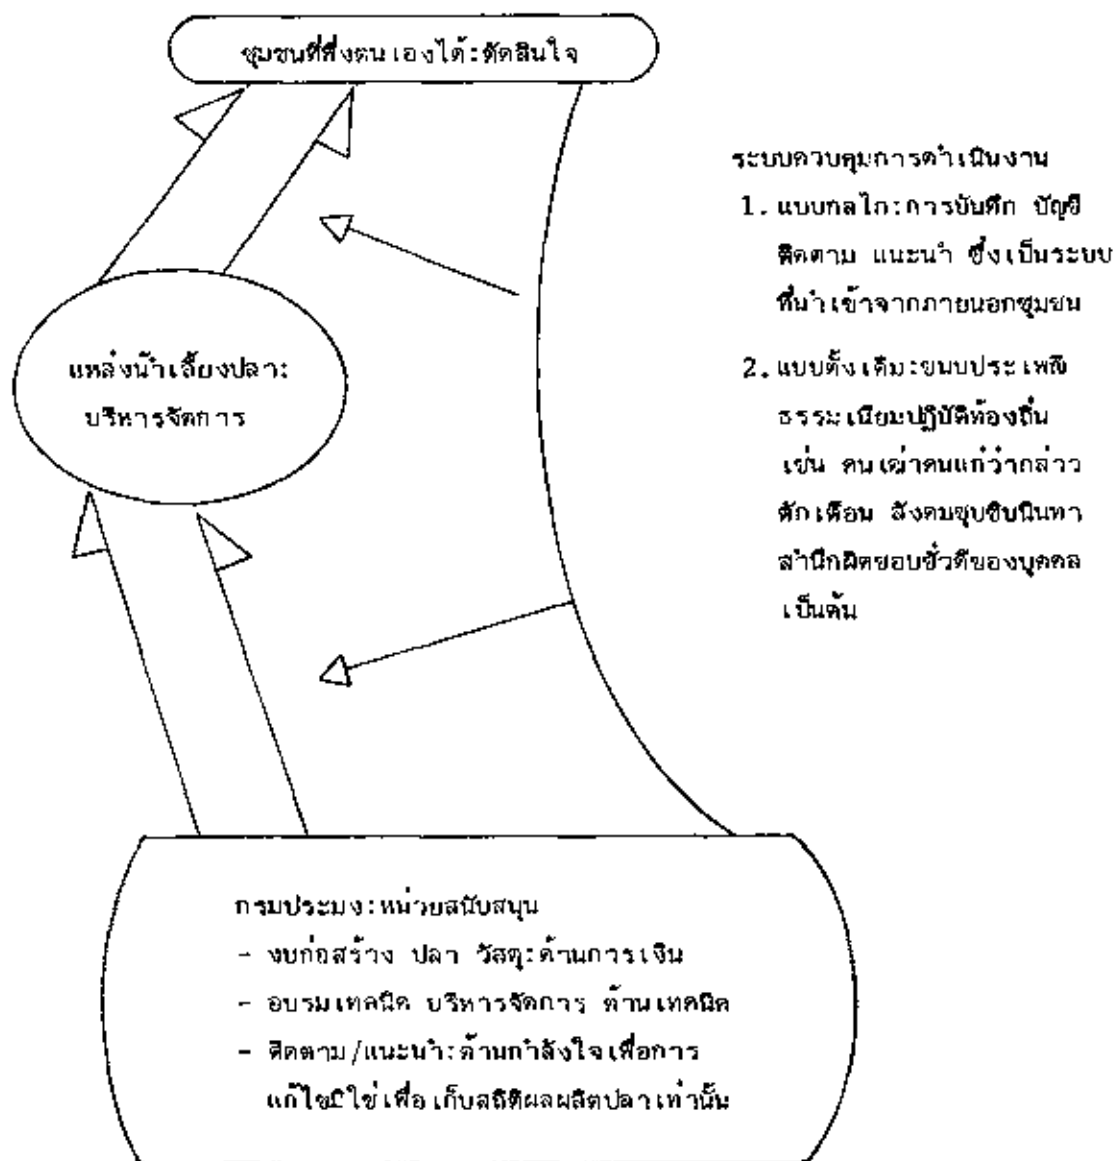 ชุมชนที่พึ่งตนเองได้:ตัดสินใจ
ระบบควบคุมการดำเนินงาน
1. แบบกลไก:การบันทึก บัญชี
ติดตาม แนะนำ ซึ่งเป็นระบบ
ที่นำเข้าจากภายนอกชุมชน
แหล่งน้ำเลี้ยงปลา:
บริหารจัดการ
2. แบบดั้งเดิม:ขนบประเพณี
ธรรมเนียมปฏิบัติท้องถิ่น
เช่น คนเฒ่าคนแก่ว่ากล่าว
ตักเตือน สังคมซุบซิบนินทา
สำนึกผิดชอบชั่วดีของบุคคล
เป็นต้น
กรมประมง:หน่วยสนับสนุน
- งบก่อสร้าง ปลา วัสดุ:ด้านการเงิน
- อบรมเทคนิค บริหารจัดการ ด้านเทคนิค
- ติดตาม/แนะนำ:ด้านกำลังใจเพื่อการ
แก้ไขมิใช่เพื่อเก็บสถิติผลผลิตปลาเท่านั้น